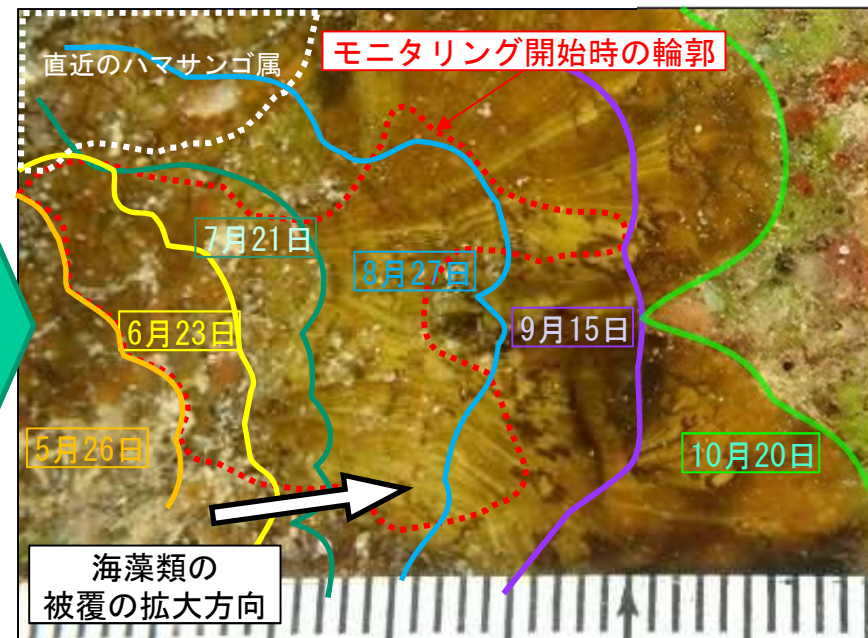 直近のハマサンゴ属
モニタリング開始時の輪郭
7月21日
8月27日
6月23日
9月15日
5月26日
10月20日
海藻類の
被覆の拡大方向